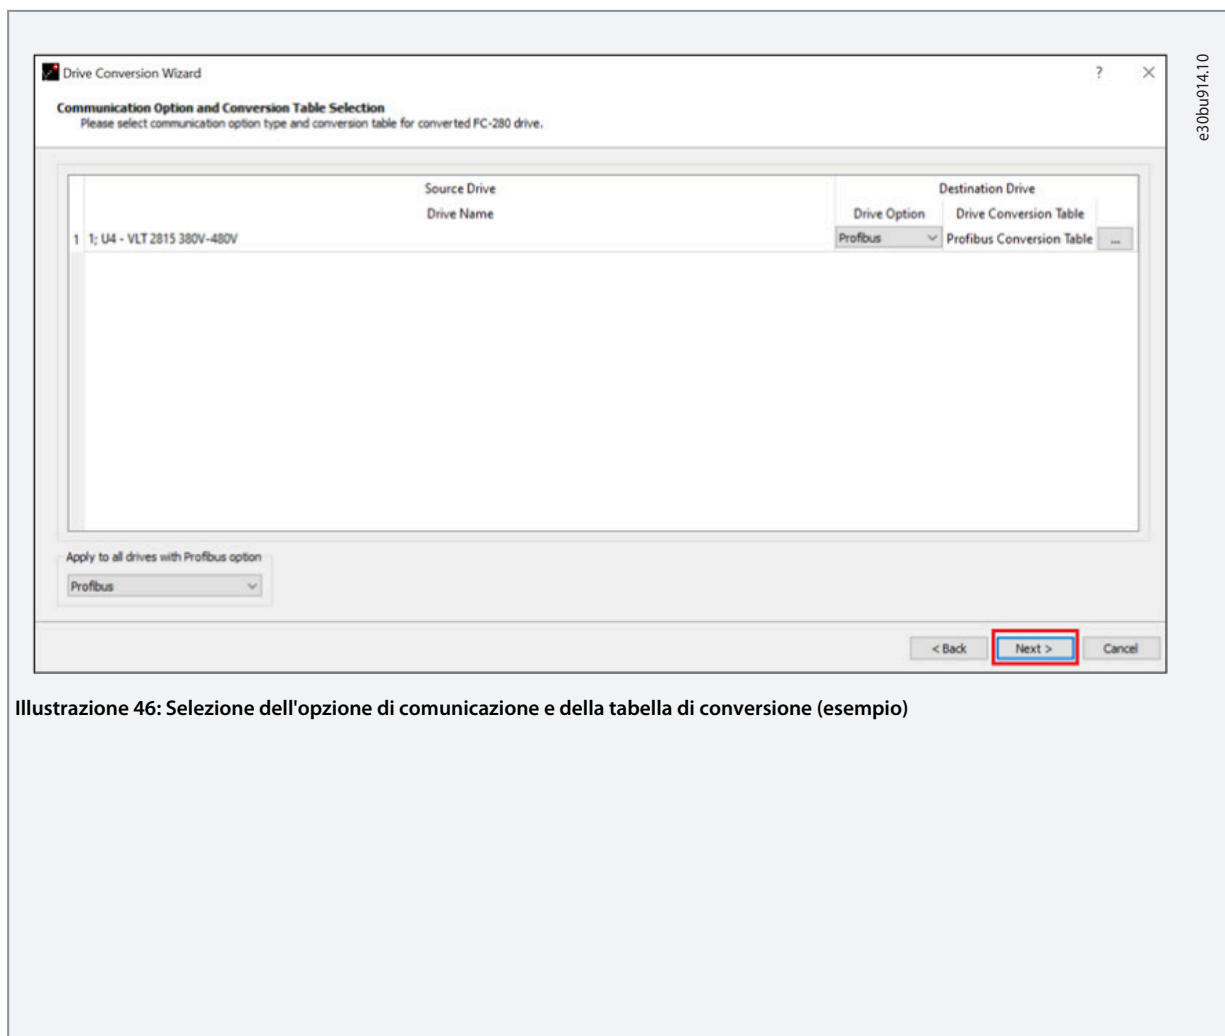 Drive Conversion Wizard
?
Communication Option and Conversion Table Selection
Please select communication option type and conversion table for converted FC-280 drive.
Source Drive
Destination Drive
Drive Name
Drive Option
Drive Conversion Table
1 1; U4 - VLT 2815 380V-480V
Profibus
Profibus Conversion Table
...
Apply to all drives with Profibus option
Profibus
< Back
Next >
Cancel
e30bu914.10
Illustrazione 46: Selezione dell'opzione di comunicazione e della tabella di conversione (esempio)